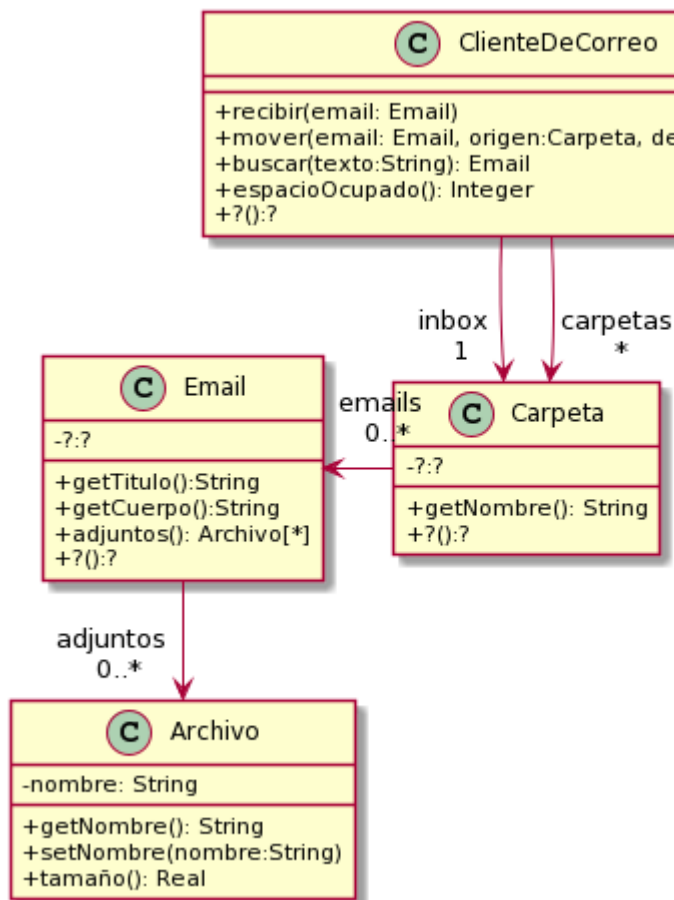 C ClienteDeCorreo
+recibir(email: Email)
+mover(email: Email, origen:Carpeta, de
+buscar(texto:String): Email
+espacioOcupado(): Integer
+?():?
inbox
1
carpetas
*
C Email
-?:?
+getTitulo():String
+getCuerpo():String
+adjuntos(): Archivo[*]
+?():?
emails
0..*
C Carpeta
-?:?
+getNombre(): String
+?():?
adjuntos
0..*
C Archivo
-nombre: String
+getNombre(): String
+setNombre(nombre:String)
+tamaño(): Real